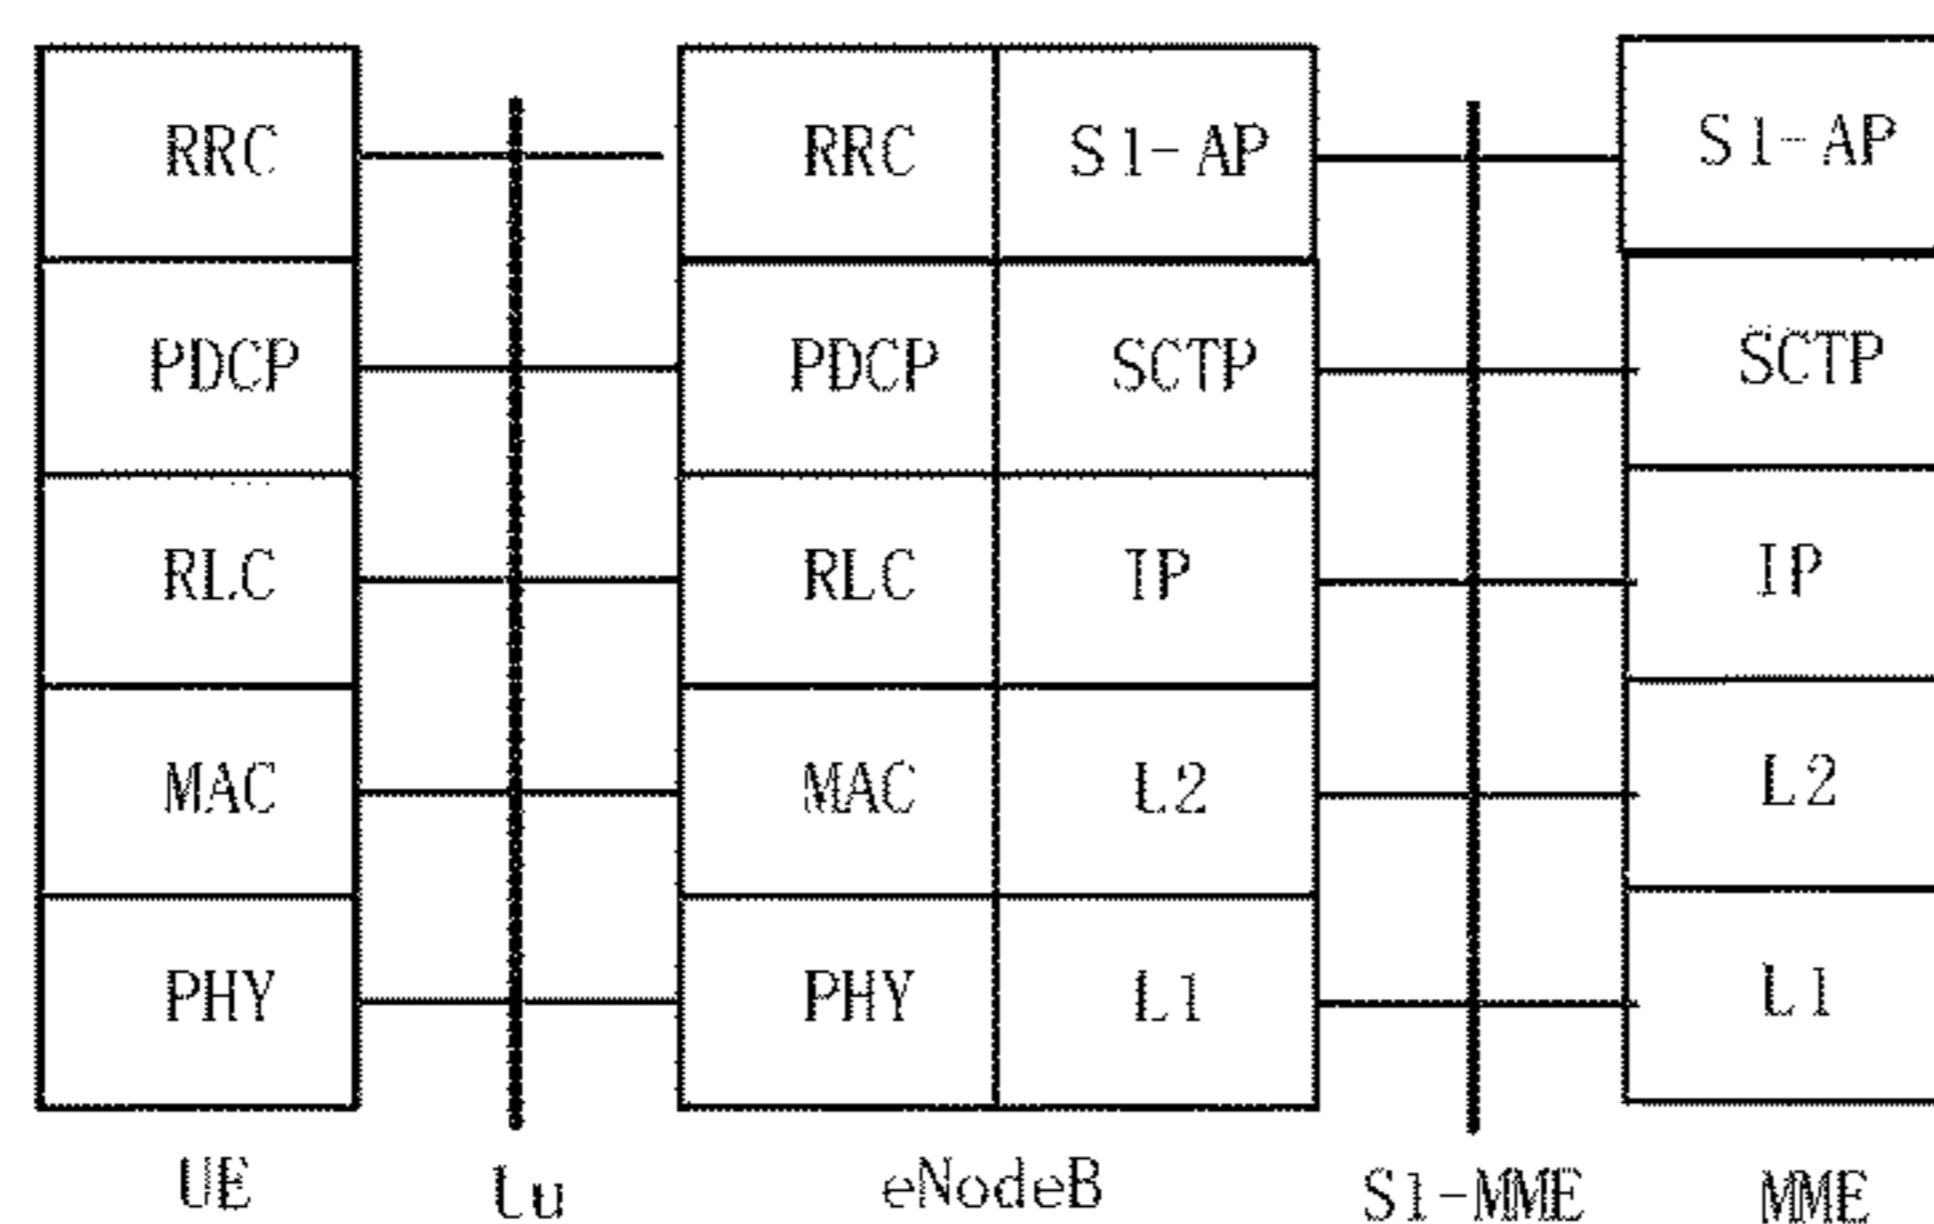 RRC RRC S1-AP S1-AP
PDCP PDCP SCTP SCTP
RLC RLC IP IP
MAC MAC L2 L2
PHY PHY L1 L1
UE Uu eNodeB S1-MME MME